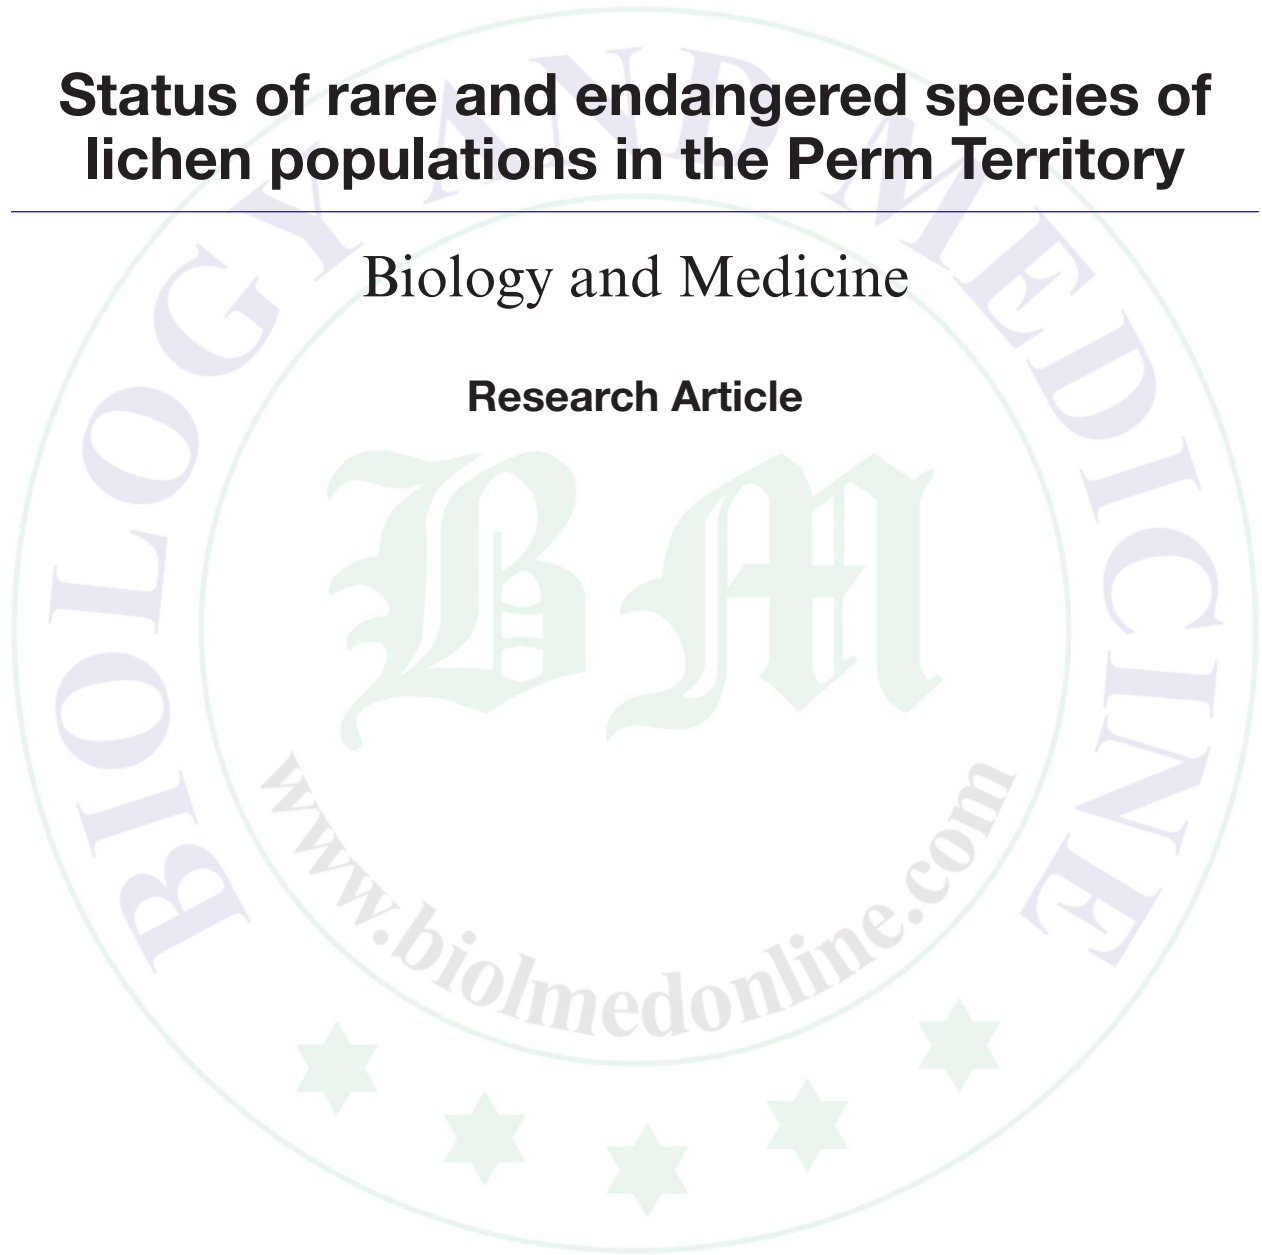 Status of rare and endangered species of
lichen populations in the Perm Territory
Biology and Medicine
Research Article
BIOLOGY AND MEDICINE
BM
www.biolmedonline.com